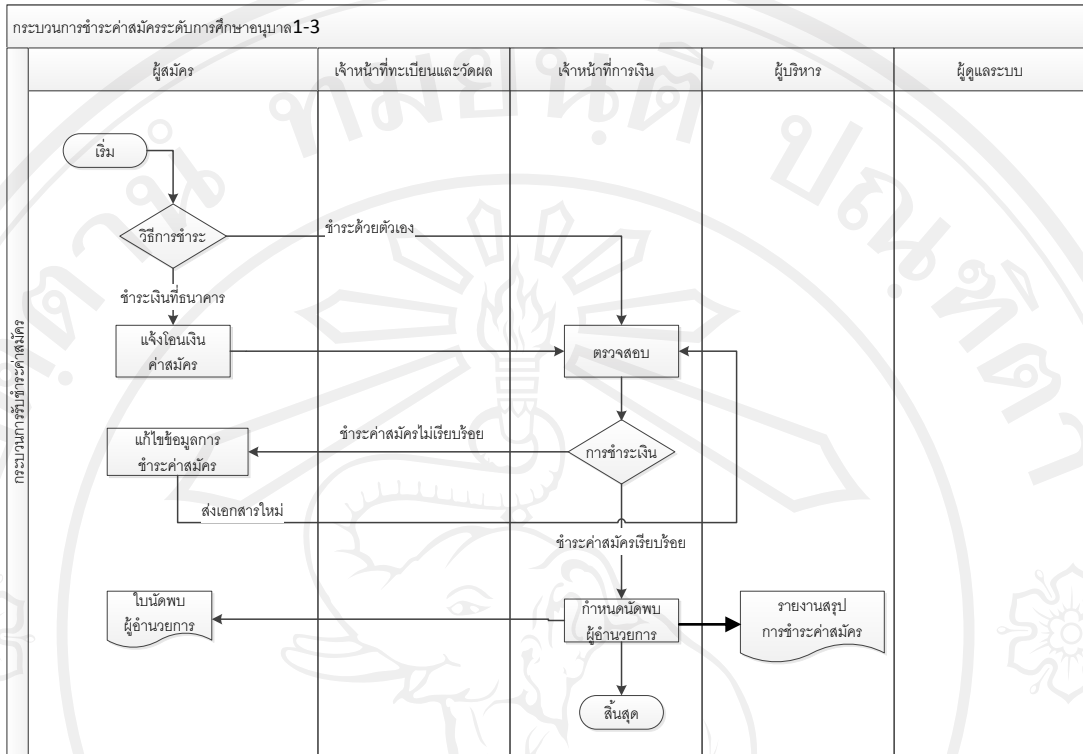 กระบวนการชำระค่าสมัครระดับการศึกษาอนุบาล1-3
ผู้สมัคร
เจ้าหน้าที่ทะเบียนและวัดผล
เจ้าหน้าที่การเงิน
ผู้บริหาร
ผู้ดูแลระบบ
กระบวนการรับชำระค่าสมัคร
เริ่ม
วิธีการชำระ
ชำระด้วยตัวเอง
ชำระเงินที่ธนาคาร
แจ้งโอนเงิน
ค่าสมัคร
ตรวจสอบ
แก้ไขข้อมูลการ
ชำระค่าสมัคร
ชำระค่าสมัครไม่เรียบร้อย
การชำระเงิน
ส่งเอกสารใหม่
ชำระค่าสมัครเรียบร้อย
ใบนัดพบ
ผู้อำนวยการ
กำหนดนัดพบ
ผู้อำนวยการ
รายงานสรุป
การชำระค่าสมัคร
สิ้นสุด